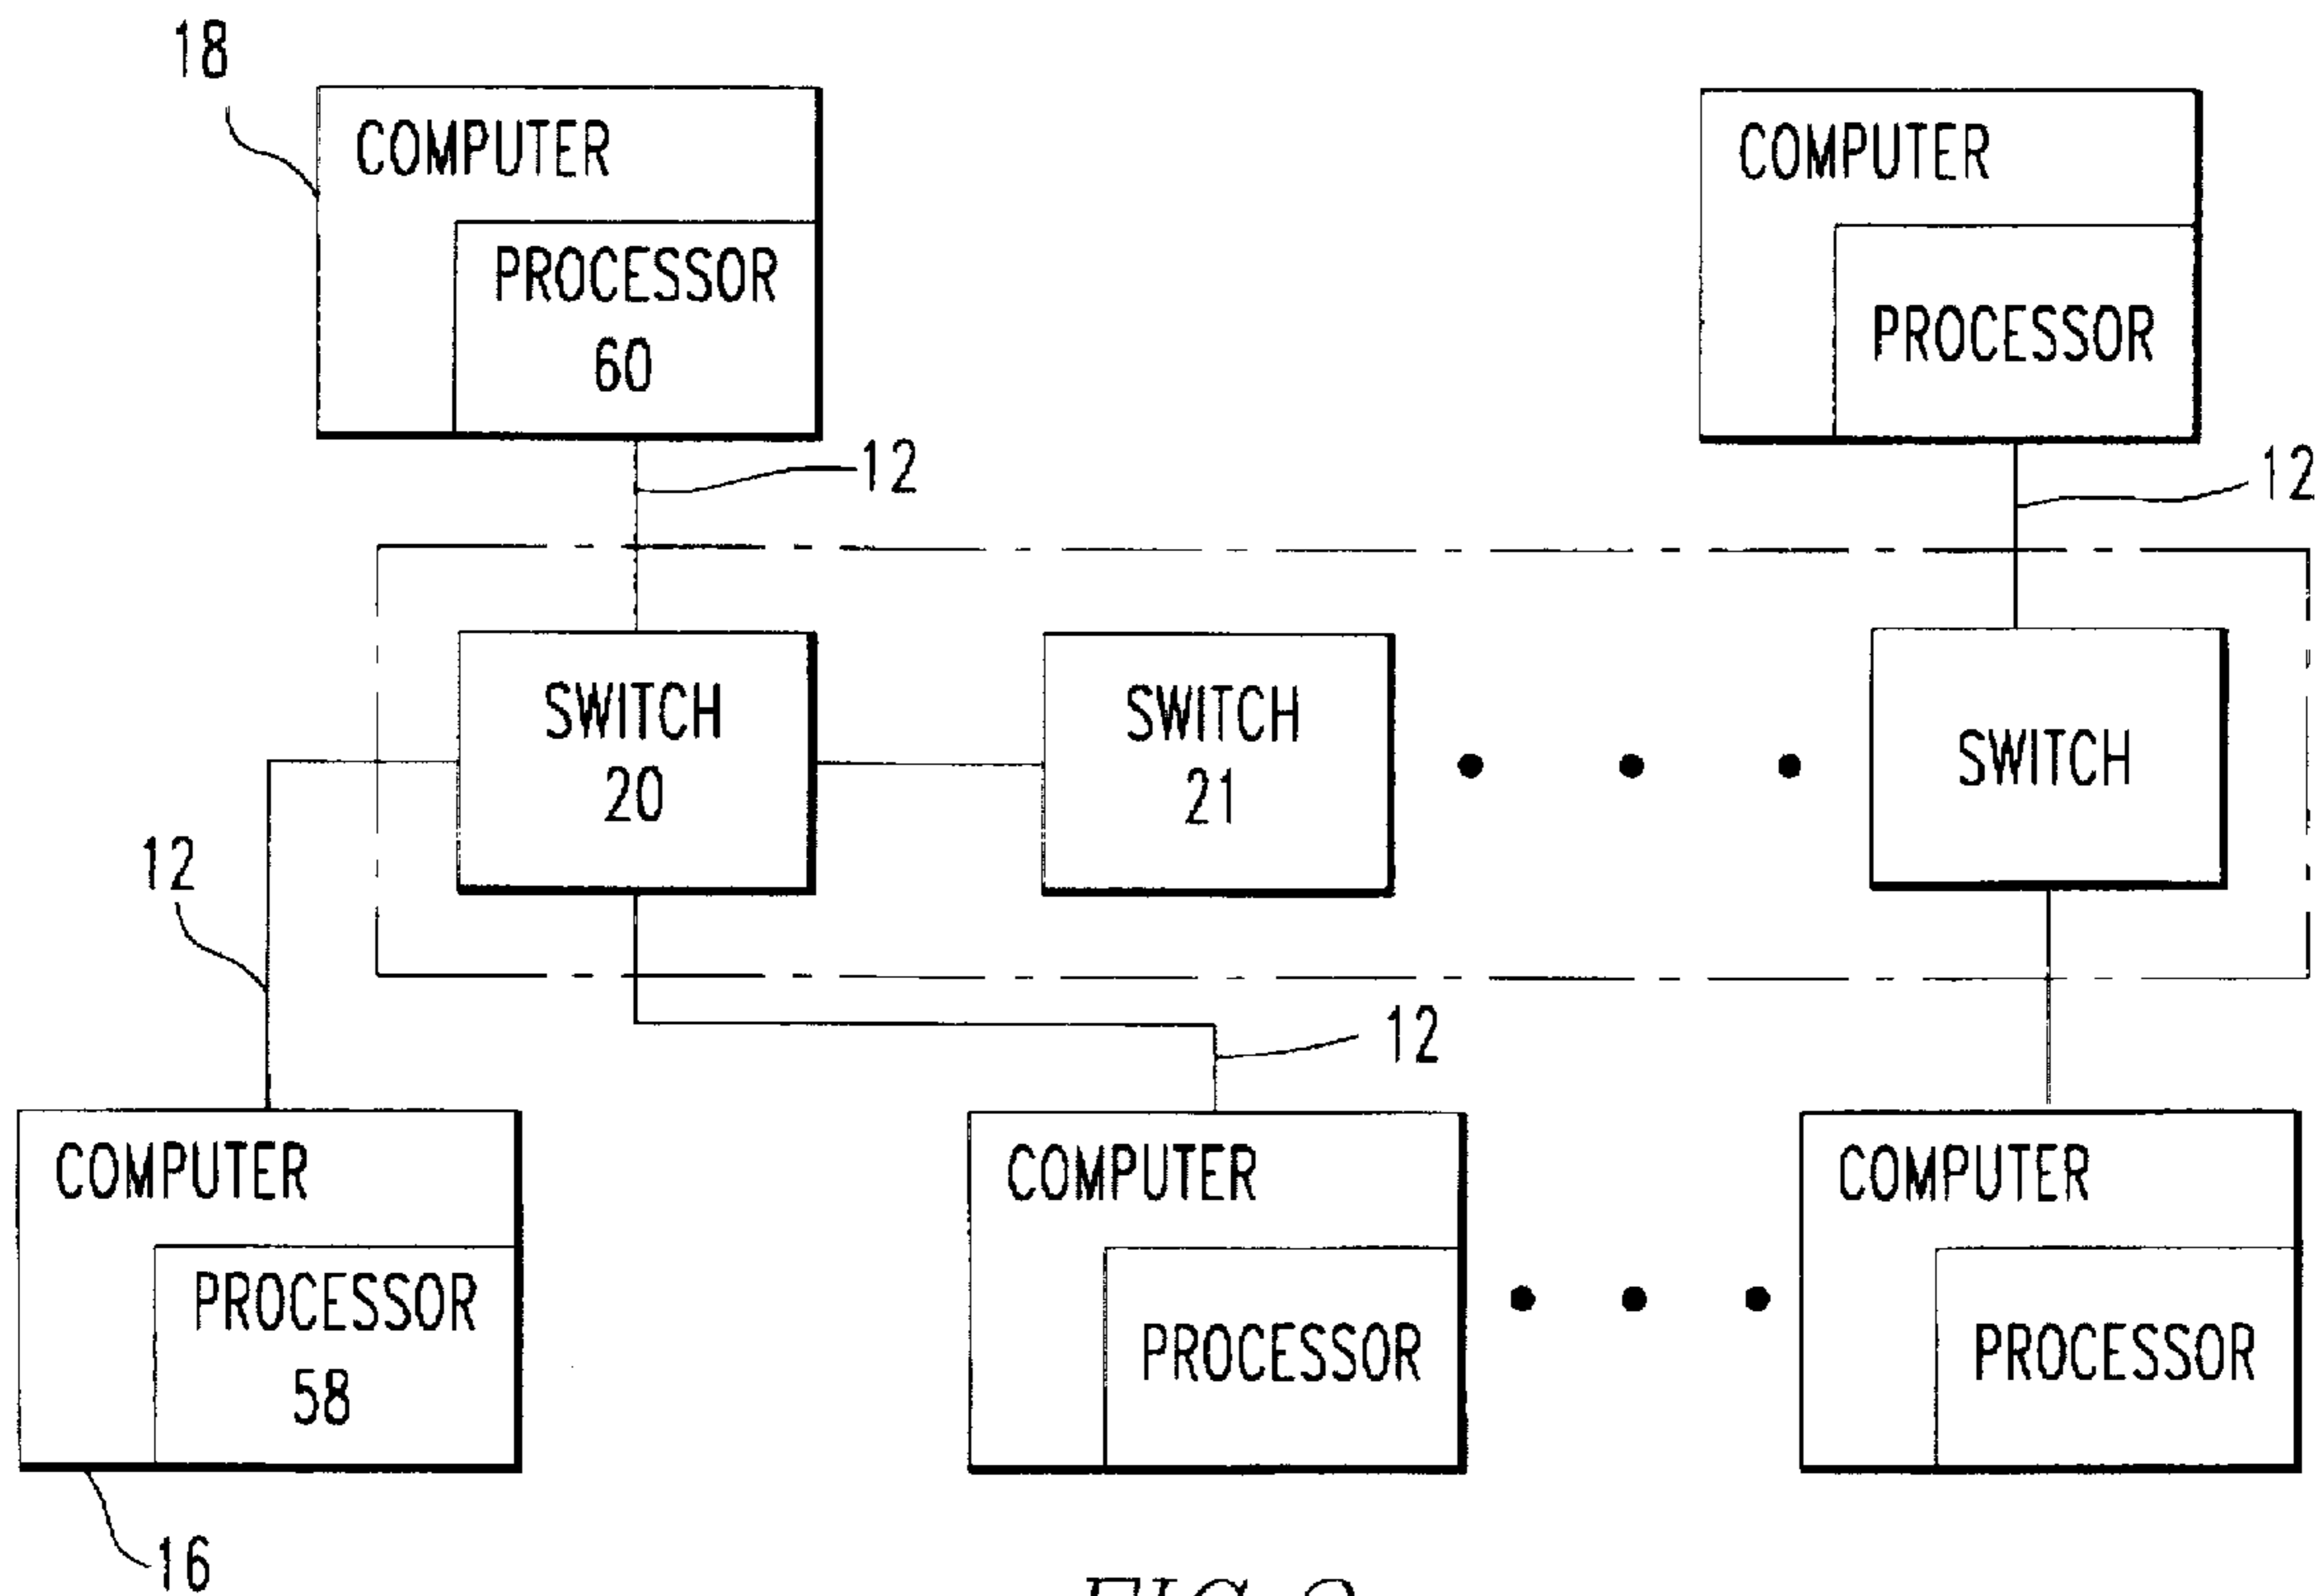 18
COMPUTER
PROCESSOR
60
COMPUTER
PROCESSOR
12
12
SWITCH
20
SWITCH
21
SWITCH
12
12
COMPUTER
PROCESSOR
58
COMPUTER
PROCESSOR
COMPUTER
PROCESSOR
16